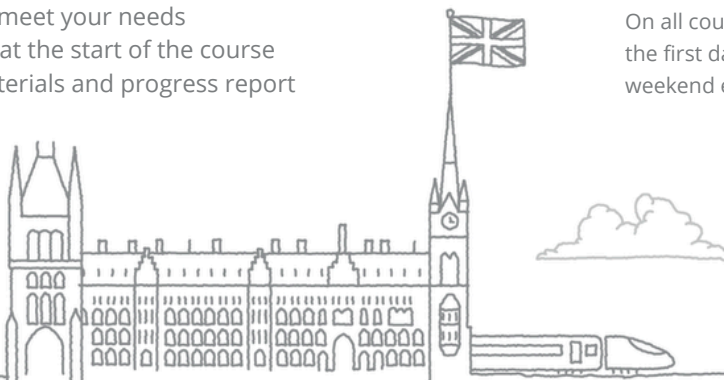 meet your needs
at the start of the course
terials and progress report
On all cou
the first da
weekend e